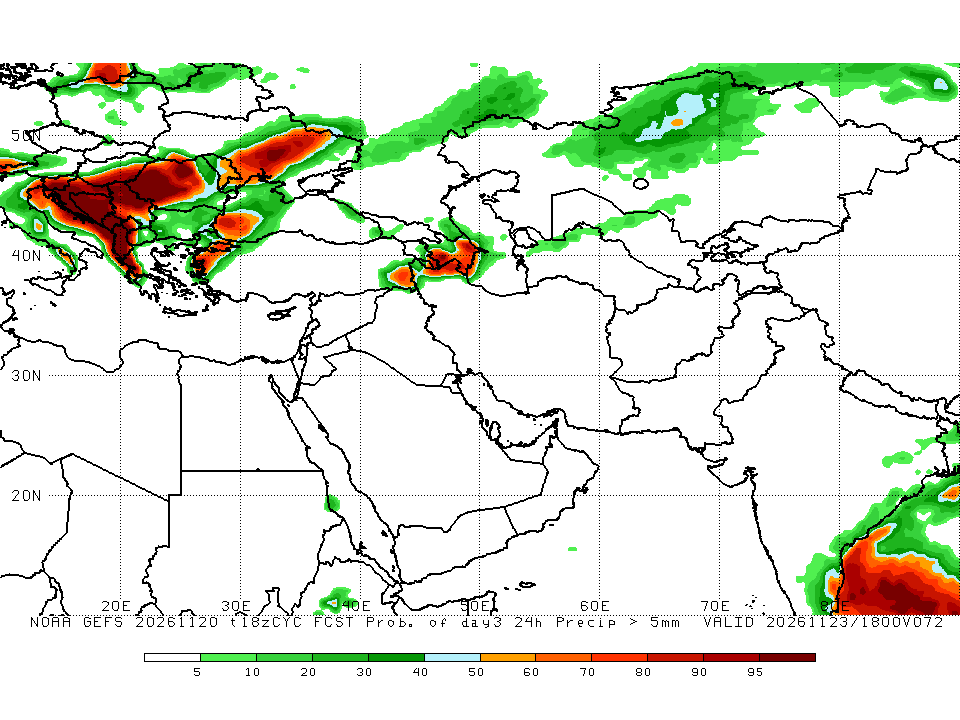 50N
40N
30N
20N
20E 30E 40E 50E 60E 70E 80E
NOAA GEFS 20261120 t18zCYC FCST Prob. of day3 24h Precip > 5mm VALID 20261123/1800V072
5 10 20 30 40 50 60 70 80 90 95